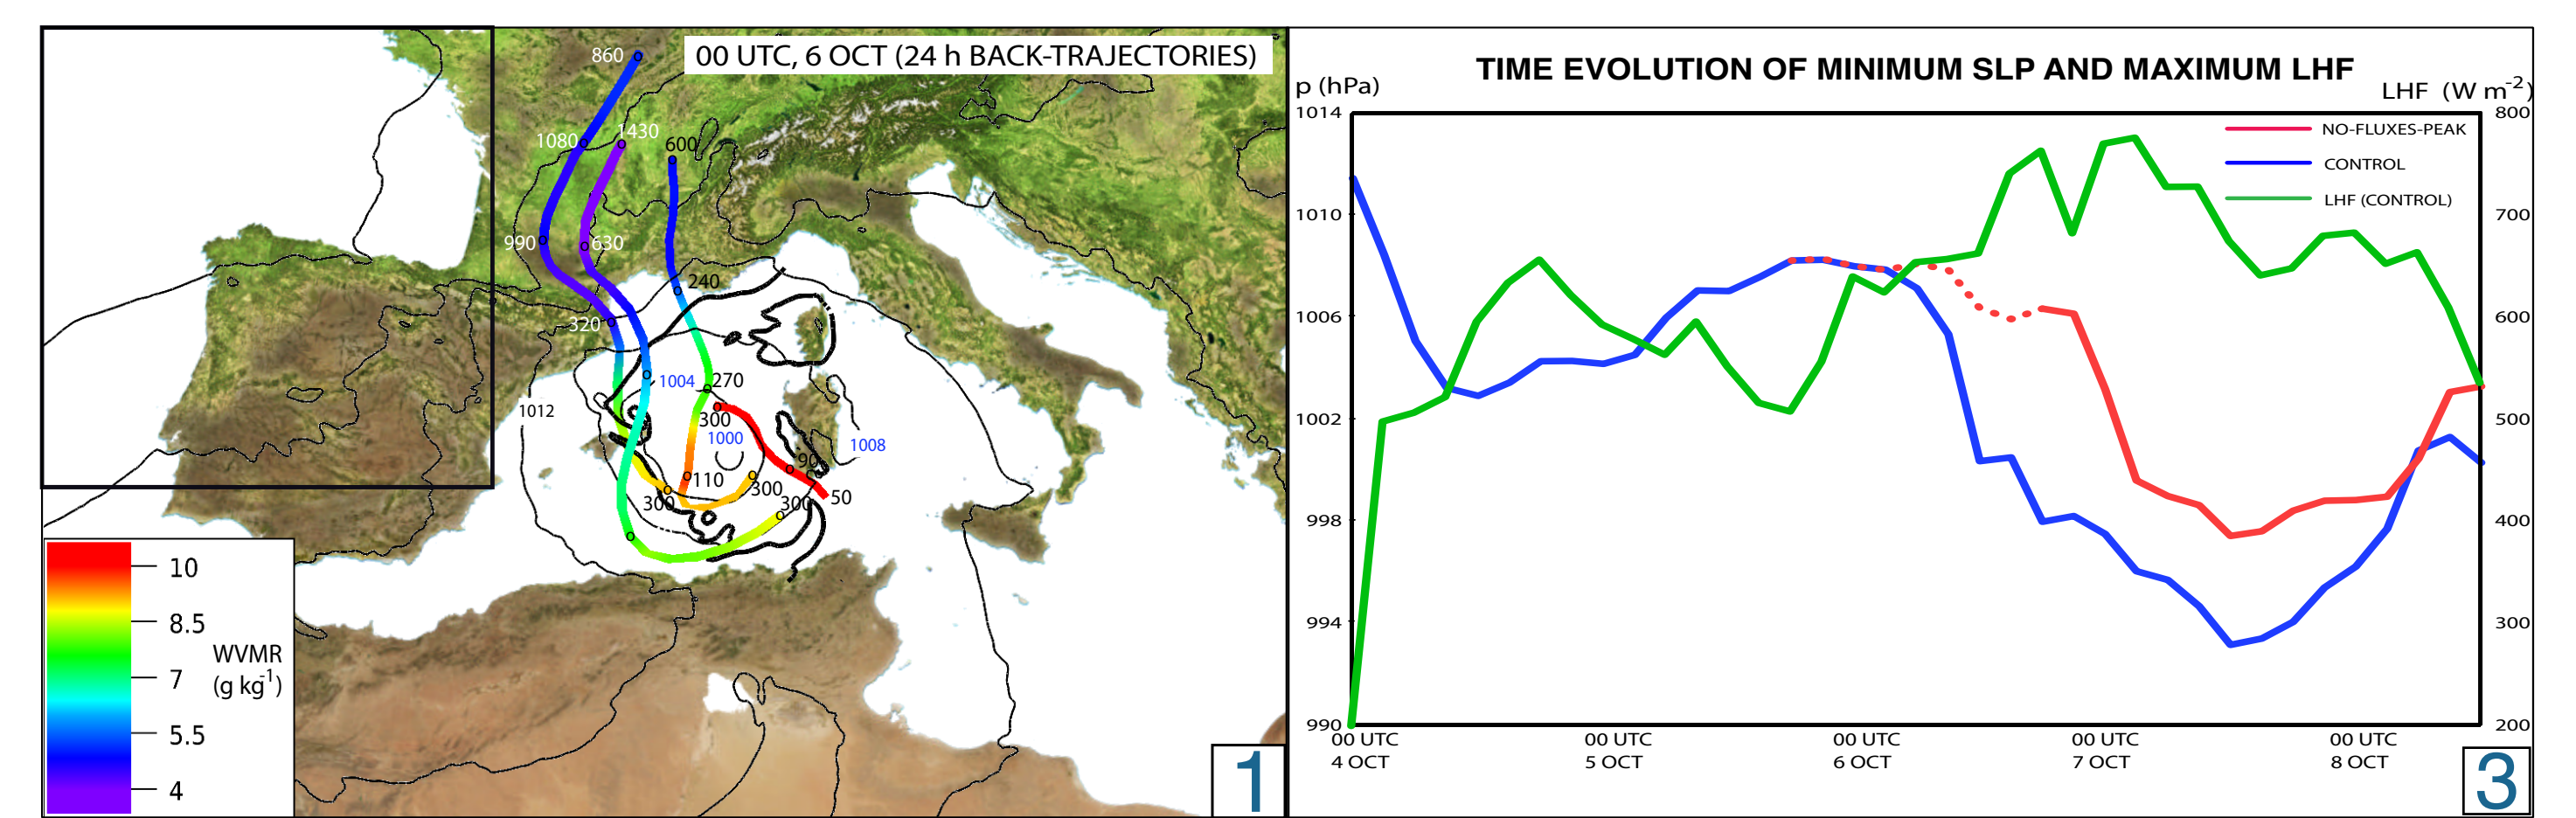 00 UTC, 6 OCT (24 h BACK-TRAJECTORIES)
860
1080
1430
600
990
630
240
320
1004
270
1012
300
1000
1008
90
110
300
300
300
50
10
8.5
7
5.5
4
WVMR
(g kg-1)
1
TIME EVOLUTION OF MINIMUM SLP AND MAXIMUM LHF
p (hPa)
LHF (W m-2)
1014
1010
1006
1002
998
994
990
800
700
600
500
400
300
200
NO-FLUXES-PEAK
CONTROL
LHF (CONTROL)
00 UTC
4 OCT
00 UTC
5 OCT
00 UTC
6 OCT
00 UTC
7 OCT
00 UTC
8 OCT
3